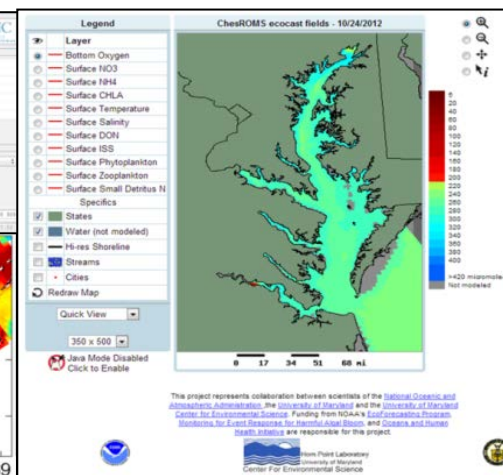 Legend
Layer
Bottom Oxygen
Surface NO3
Surface NH4
Surface CHLA
Surface Temperature
Surface Salinity
Surface DON
Surface ISS
Surface Phytoplankton
Surface Zooplankton
Surface Small Detritus N
Specifics
States
Water (not modeled)
Hi-res Shoreline
Streams
Cities
Redraw Map
Quick View
350 x 500
Java Mode Disabled
Click to Enable
ChesROMS ecocast fields - 10/24/2012
0 17 34 51 68 mi
0
20
40
60
80
100
120
140
160
180
200
220
240
260
280
300
320
340
360
380
400
>420 micromole
Not modeled
This project represents collaboration between scientists of the National Oceanic and
Atmospheric Administration, the University of Maryland and the University of Maryland
Center for Environmental Science. Funding from NOAA's EcoForecasting Program,
Monitoring for Event Response for Harmful Algal Bloom, and Oceans and Human
Health Initiative are responsible for this project.
Horn Point Laboratory
University of Maryland
Center For Environmental Science